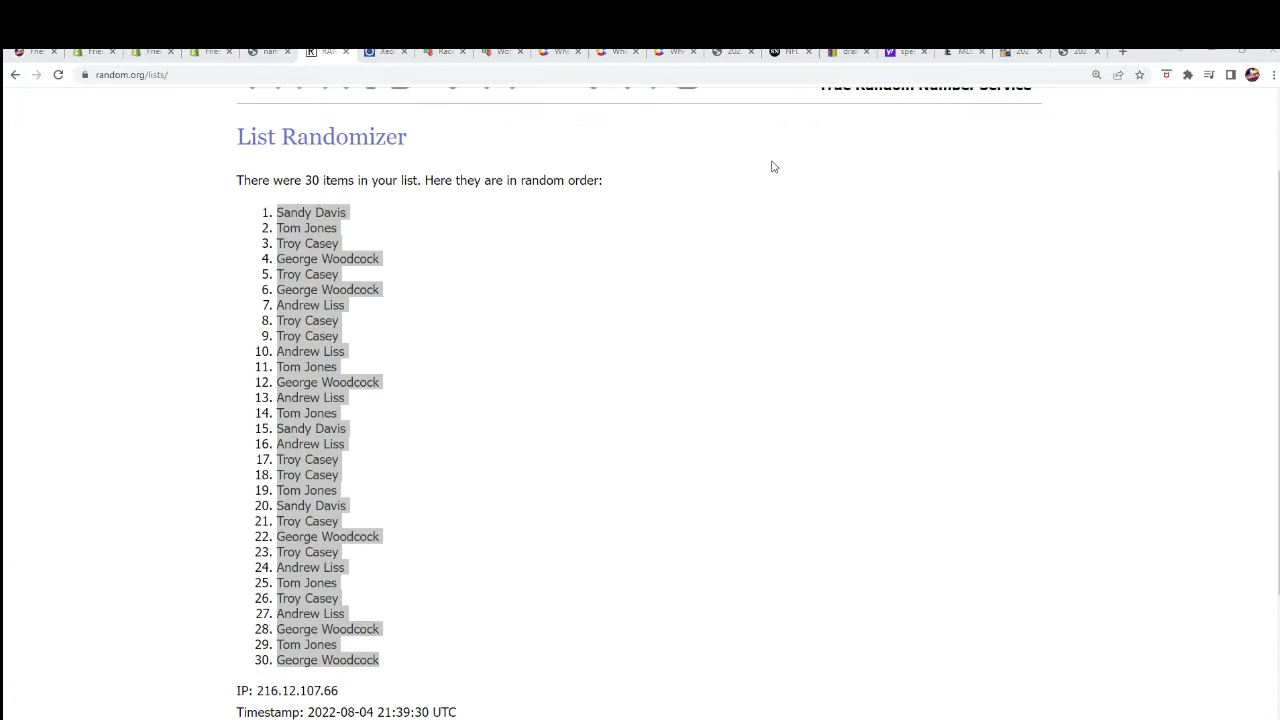 random.org/lists/
True Random Number Service
List Randomizer
There were 30 items in your list. Here they are in random order:
1. Sandy Davis
2. Tom Jones
3. Troy Casey
4. George Woodcock
5. Troy Casey
6. George Woodcock
7. Andrew Liss
8. Troy Casey
9. Troy Casey
10. Andrew Liss
11. Tom Jones
12. George Woodcock
13. Andrew Liss
14. Tom Jones
15. Sandy Davis
16. Andrew Liss
17. Troy Casey
18. Troy Casey
19. Tom Jones
20. Sandy Davis
21. Troy Casey
22. George Woodcock
23. Troy Casey
24. Andrew Liss
25. Tom Jones
26. Troy Casey
27. Andrew Liss
28. George Woodcock
29. Tom Jones
30. George Woodcock
IP: 216.12.107.66
Timestamp: 2022-08-04 21:39:30 UTC